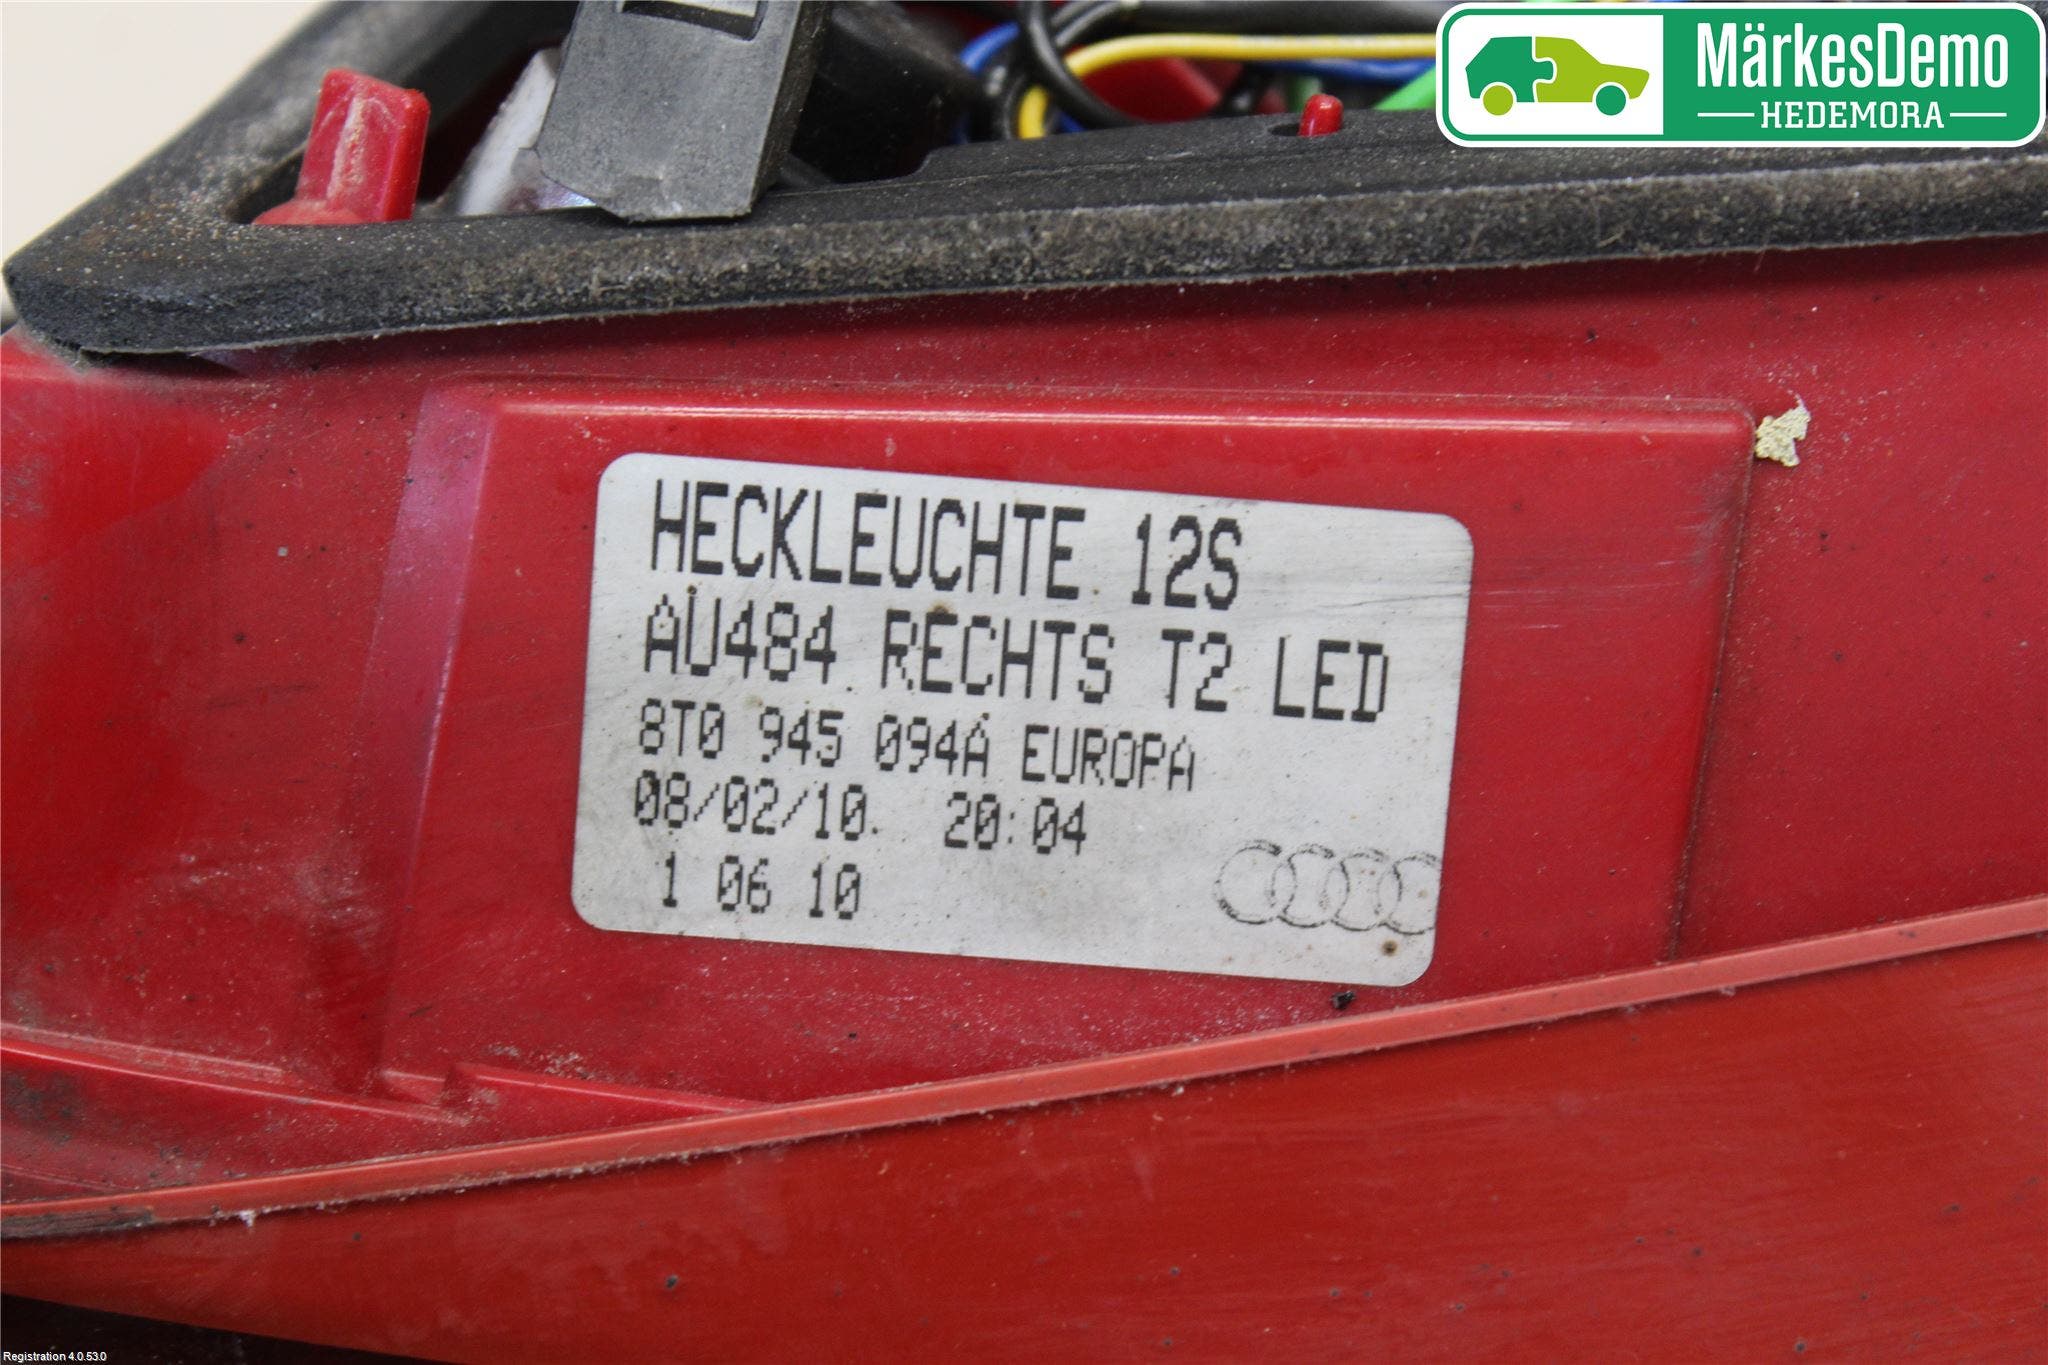 MärkesDemo
HEDEMORA
HECKLEUCHTE 12S
AU484 RECHTS T2 LED
8T0 945 094A EUROPA
08/02/10 20:04
1 06 10
Registration 4.0.53.0